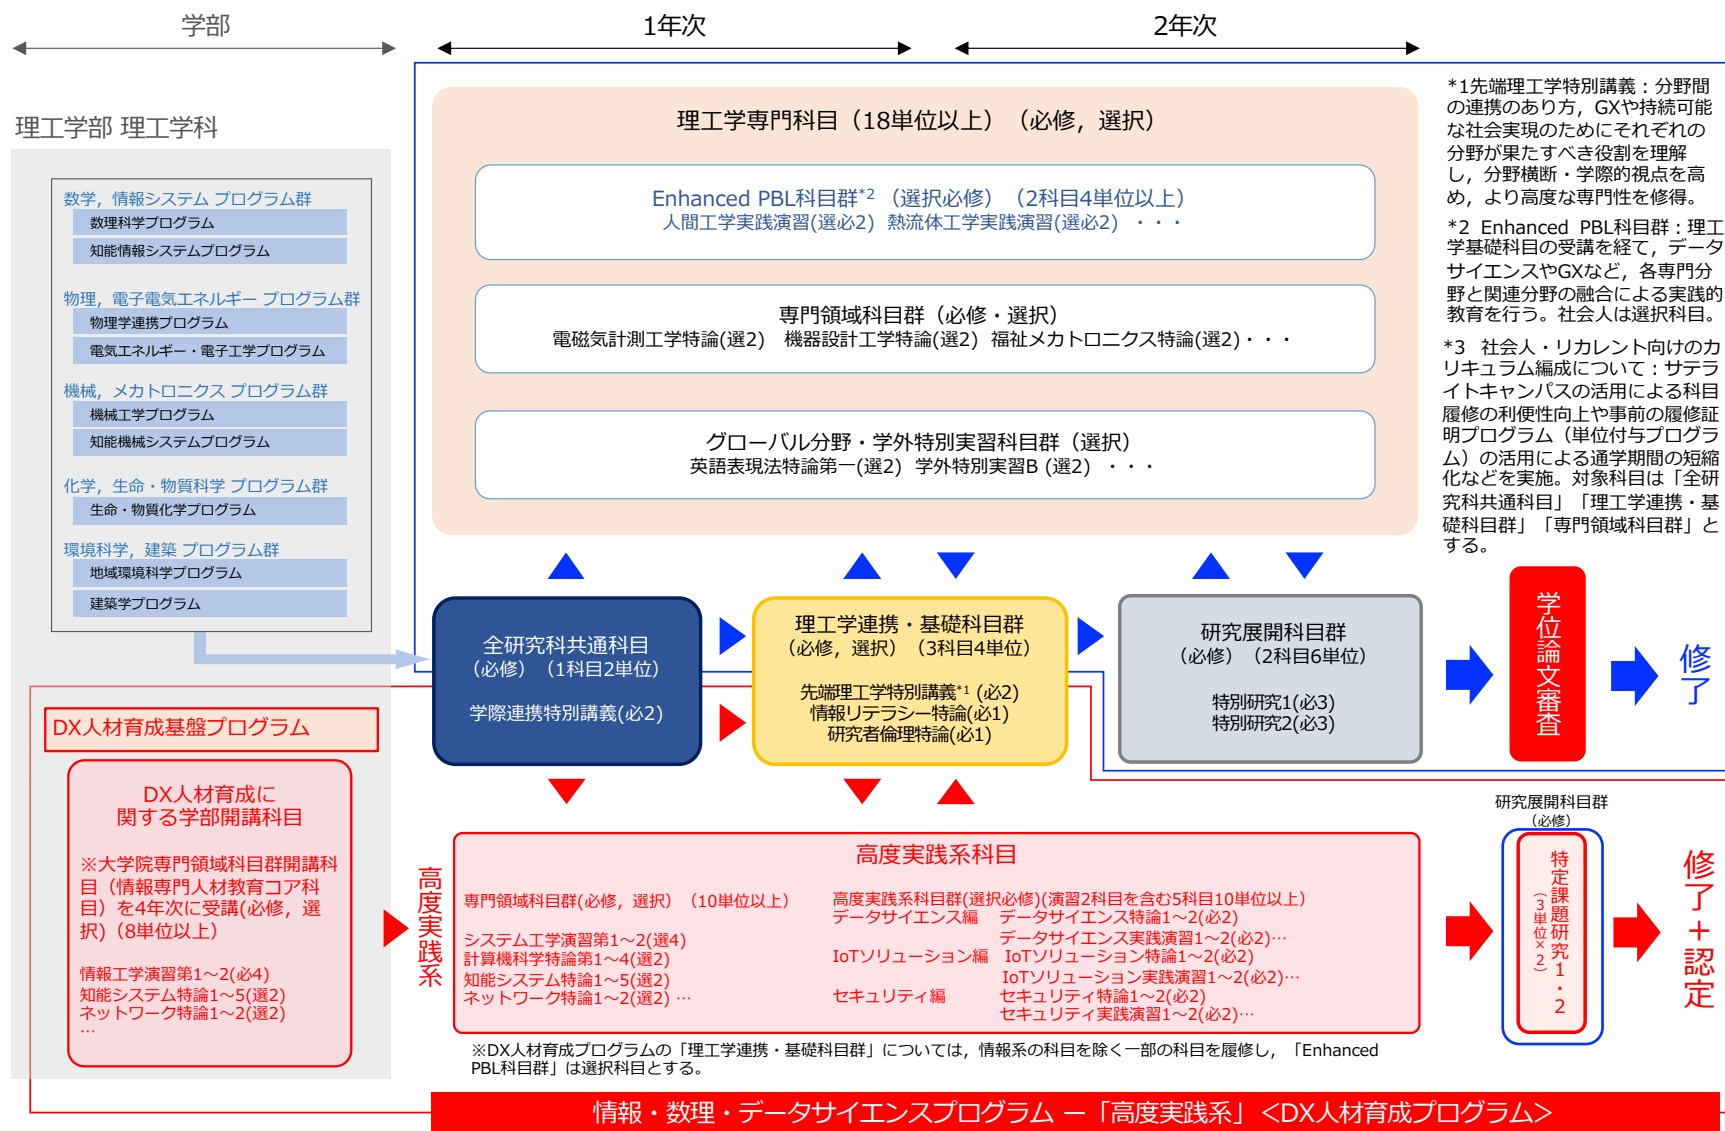 学部
1年次
2年次
理工学部 理工学科
数学，情報システム プログラム群
数理科学プログラム
知能情報システムプログラム
物理，電子電気エネルギー プログラム群
物理学連携プログラム
電気エネルギー・電子工学プログラム
機械，メカトロニクス プログラム群
機械工学プログラム
知能機械システムプログラム
化学，生命・物質科学 プログラム群
生命・物質化学プログラム
環境科学，建築 プログラム群
地域環境科学プログラム
建築学プログラム
理工学専門科目（18単位以上）（必修，選択）
Enhanced PBL科目群*2 （選択必修）（2科目4単位以上）
人間工学実践演習(選必2) 熱流体工学実践演習(選必2) ・・・
専門領域科目群（必修・選択）
電磁気計測工学特論(選2) 機器設計工学特論(選2) 福祉メカトロニクス特論(選2)・・・
グローバル分野・学外特別実習科目群（選択）
英語表現法特論第一(選2) 学外特別実習B (選2) ・・・
*1先端理工学特別講義：分野間
の連携のあり方，GXや持続可能
な社会実現のためにそれぞれの
分野が果たすべき役割を理解
し，分野横断・学際的視点を高
め，より高度な専門性を修得。
*2 Enhanced PBL科目群：理工
学基礎科目の受講を経て，データ
サイエンスやGXなど，各専門分
野と関連分野の融合による実践的
教育を行う。社会人は選択科目。
*3 社会人・リカレント向けのカ
リキュラム編成について：サテラ
イトキャンパスの活用による科目
履修の利便性向上や事前の履修証
明プログラム（単位付与プログラ
ム）の活用による通学期間の短縮
化などを実施。対象科目は「全研
究科共通科目」「理工学連携・基
礎科目群」「専門領域科目群」と
する。
全研究科共通科目
（必修）（1科目2単位）
学際連携特別講義(必2)
理工学連携・基礎科目群
（必修，選択）（3科目4単位）
先端理工学特別講義*1 (必2)
情報リテラシー特論(必1)
研究者倫理特論(必1)
研究展開科目群
（必修）（2科目6単位）
特別研究1(必3)
特別研究2(必3)
学位論文審査
修了
DX人材育成基盤プログラム
DX人材育成に
関する学部開講科目
※大学院専門領域科目群開講科
目（情報専門人材教育コア科
目）を4年次に受講(必修，選
択)（8単位以上）
情報工学演習第1～2(必4)
知能システム特論1～5(選2)
ネットワーク特論1～2(選2)
…
高度実践系
高度実践系科目
専門領域科目群(必修，選択）（10単位以上）
システム工学演習第1～2(選4)
計算機科学特論第1～4(選2)
知能システム特論1～5(選2)
ネットワーク特論1～2(選2) …
高度実践系科目群(選択必修)(演習2科目を含む5科目10単位以上）
データサイエンス編 データサイエンス特論1～2(必2)
データサイエンス実践演習1～2(必2)…
IoTソリューション編 IoTソリューション特論1～2(必2)
IoTソリューション実践演習1～2(必2)…
セキュリティ編 セキュリティ特論1～2(必2)
セキュリティ実践演習1～2(必2)…
研究展開科目群
（必修）
特定課題研究1・2
（3単位×2）
修了＋認定
※DX人材育成プログラムの「理工学連携・基礎科目群」については，情報系の科目を除く一部の科目を履修し，「Enhanced
PBL科目群」は選択科目とする。
情報・数理・データサイエンスプログラム －「高度実践系」＜DX人材育成プログラム＞